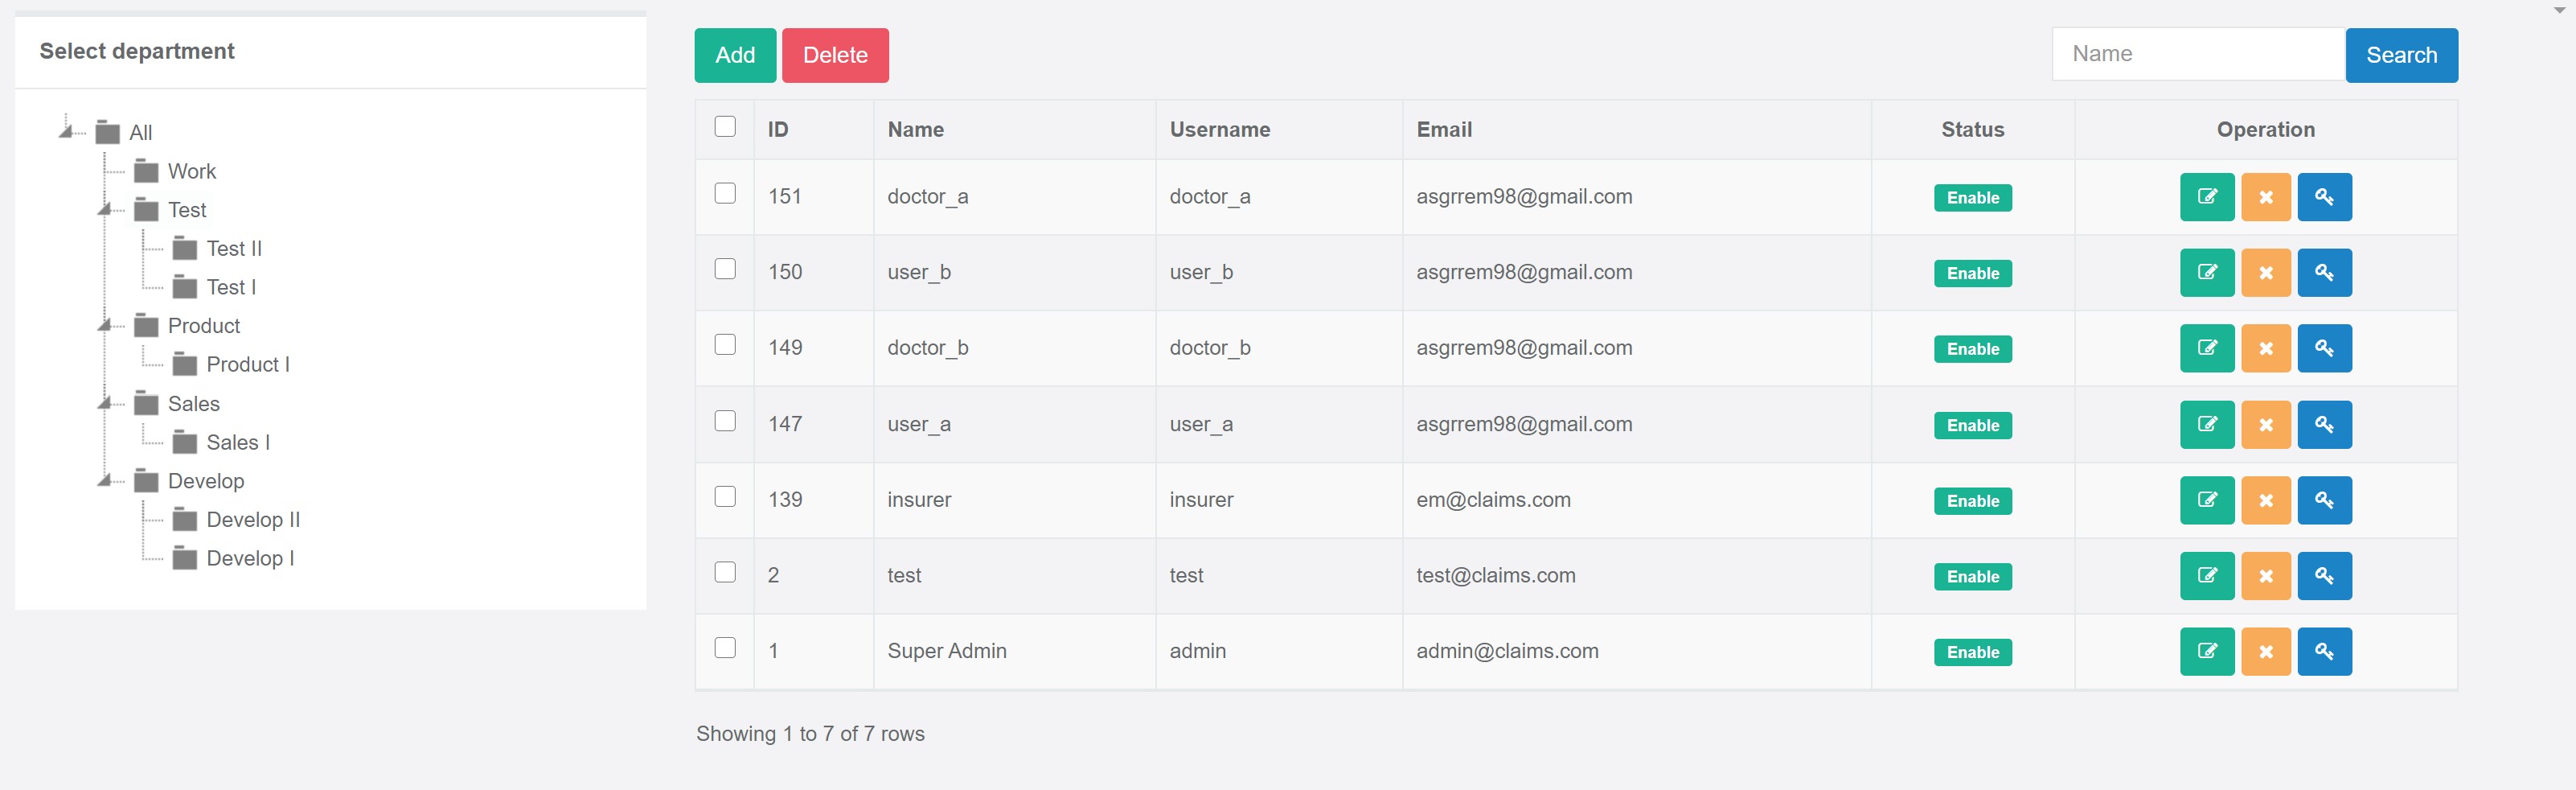 Select department
All
Work
Test
Test II
Test I
Product
Product I
Sales
Sales I
Develop
Develop II
Develop I
Add Delete Name Search
ID Name Username Email Status Operation
151 doctor_a doctor_a asgrrem98@gmail.com Enable
150 user_b user_b asgrrem98@gmail.com Enable
149 doctor_b doctor_b asgrrem98@gmail.com Enable
147 user_a user_a asgrrem98@gmail.com Enable
139 insurer insurer em@claims.com Enable
2 test test test@claims.com Enable
1 Super Admin admin admin@claims.com Enable
Showing 1 to 7 of 7 rows